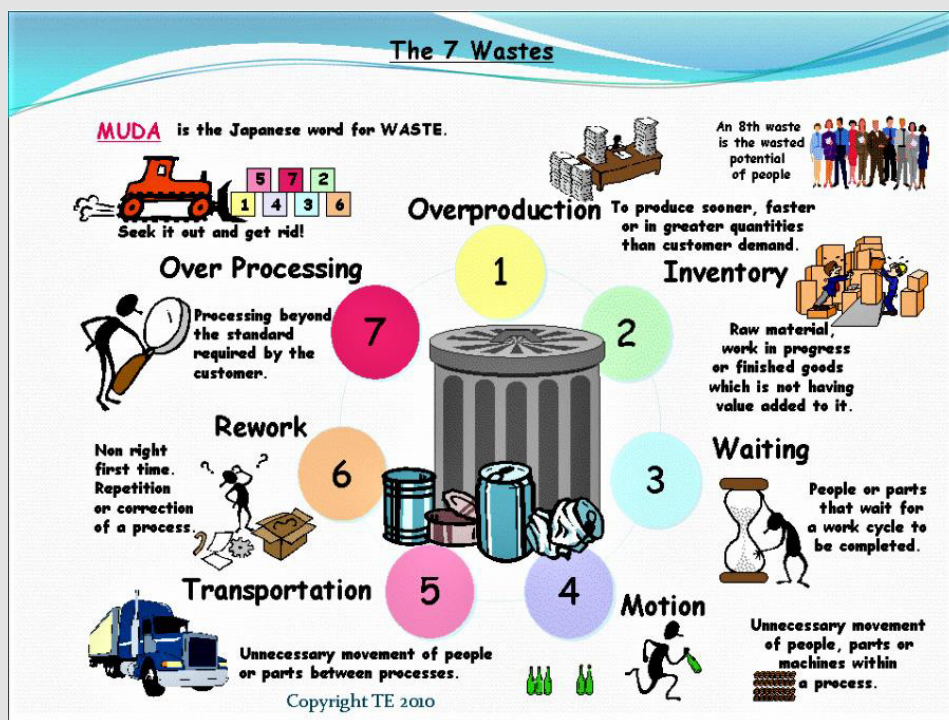 The 7 Wastes
MUDA is the Japanese word for WASTE.
5 7 2
1 4 3 6
Seek it out and get rid!
An 8th waste
is the wasted
potential
of people
Overproduction
To produce sooner, faster
or in greater quantities
than customer demand.
1
Inventory
2
Raw material,
work in progress
or finished goods
which is not having
value added to it.
Waiting
3
People or parts
that wait for
a work cycle to
be completed.
Motion
4
Unnecessary movement
of people, parts or
machines within
a process.
Transportation
5
Unnecessary movement of people
or parts between processes.
Rework
6
Non right
first time.
Repetition
or correction
of a process.
? ?
Over Processing
7
Processing beyond
the standard
required by the
customer.
Copyright TE 2010